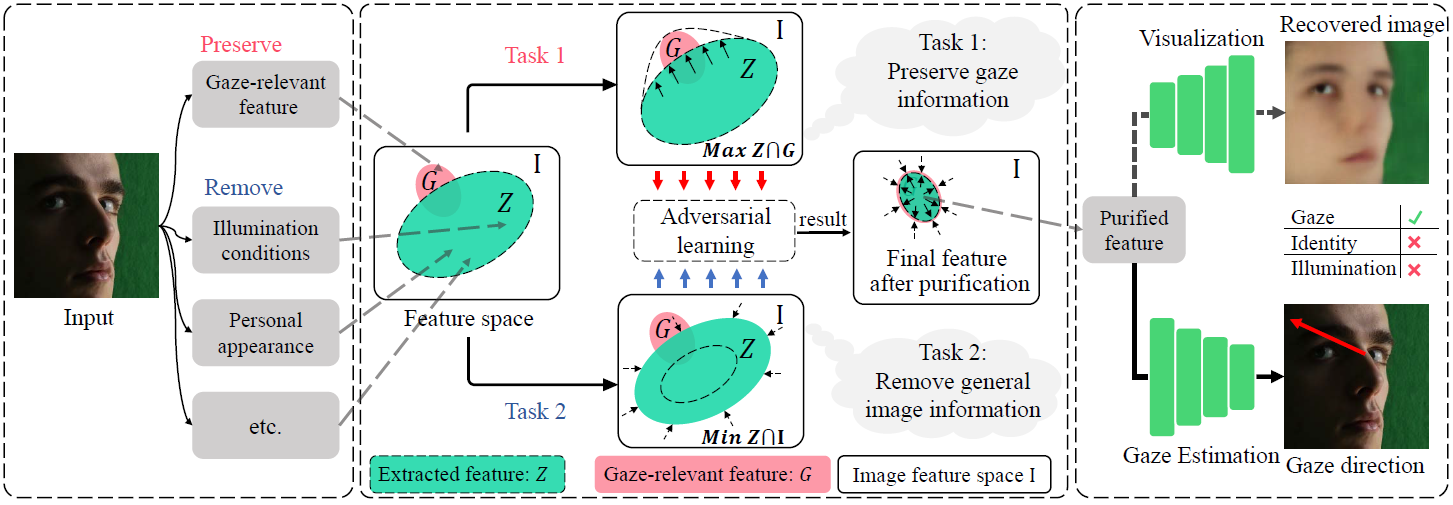 Preserve
Gaze-relevant
feature
Remove
Illumination
conditions
Input
Personal
appearance
etc.
G
Z
I
Feature space
Task 1
Task 2
I
G
Z
Max Z⋂G
Adversarial
learning
I
G
Z
Min Z⋂I
Task 1:
Preserve gaze
information
result
I
Final feature
after purification
Task 2:
Remove general
image information
Extracted feature: Z
Gaze-relevant feature: G
Image feature space I
Purified
feature
Visualization
Recovered image
Gaze ✓
Identity ✗
Illumination ✗
Gaze Estimation
Gaze direction